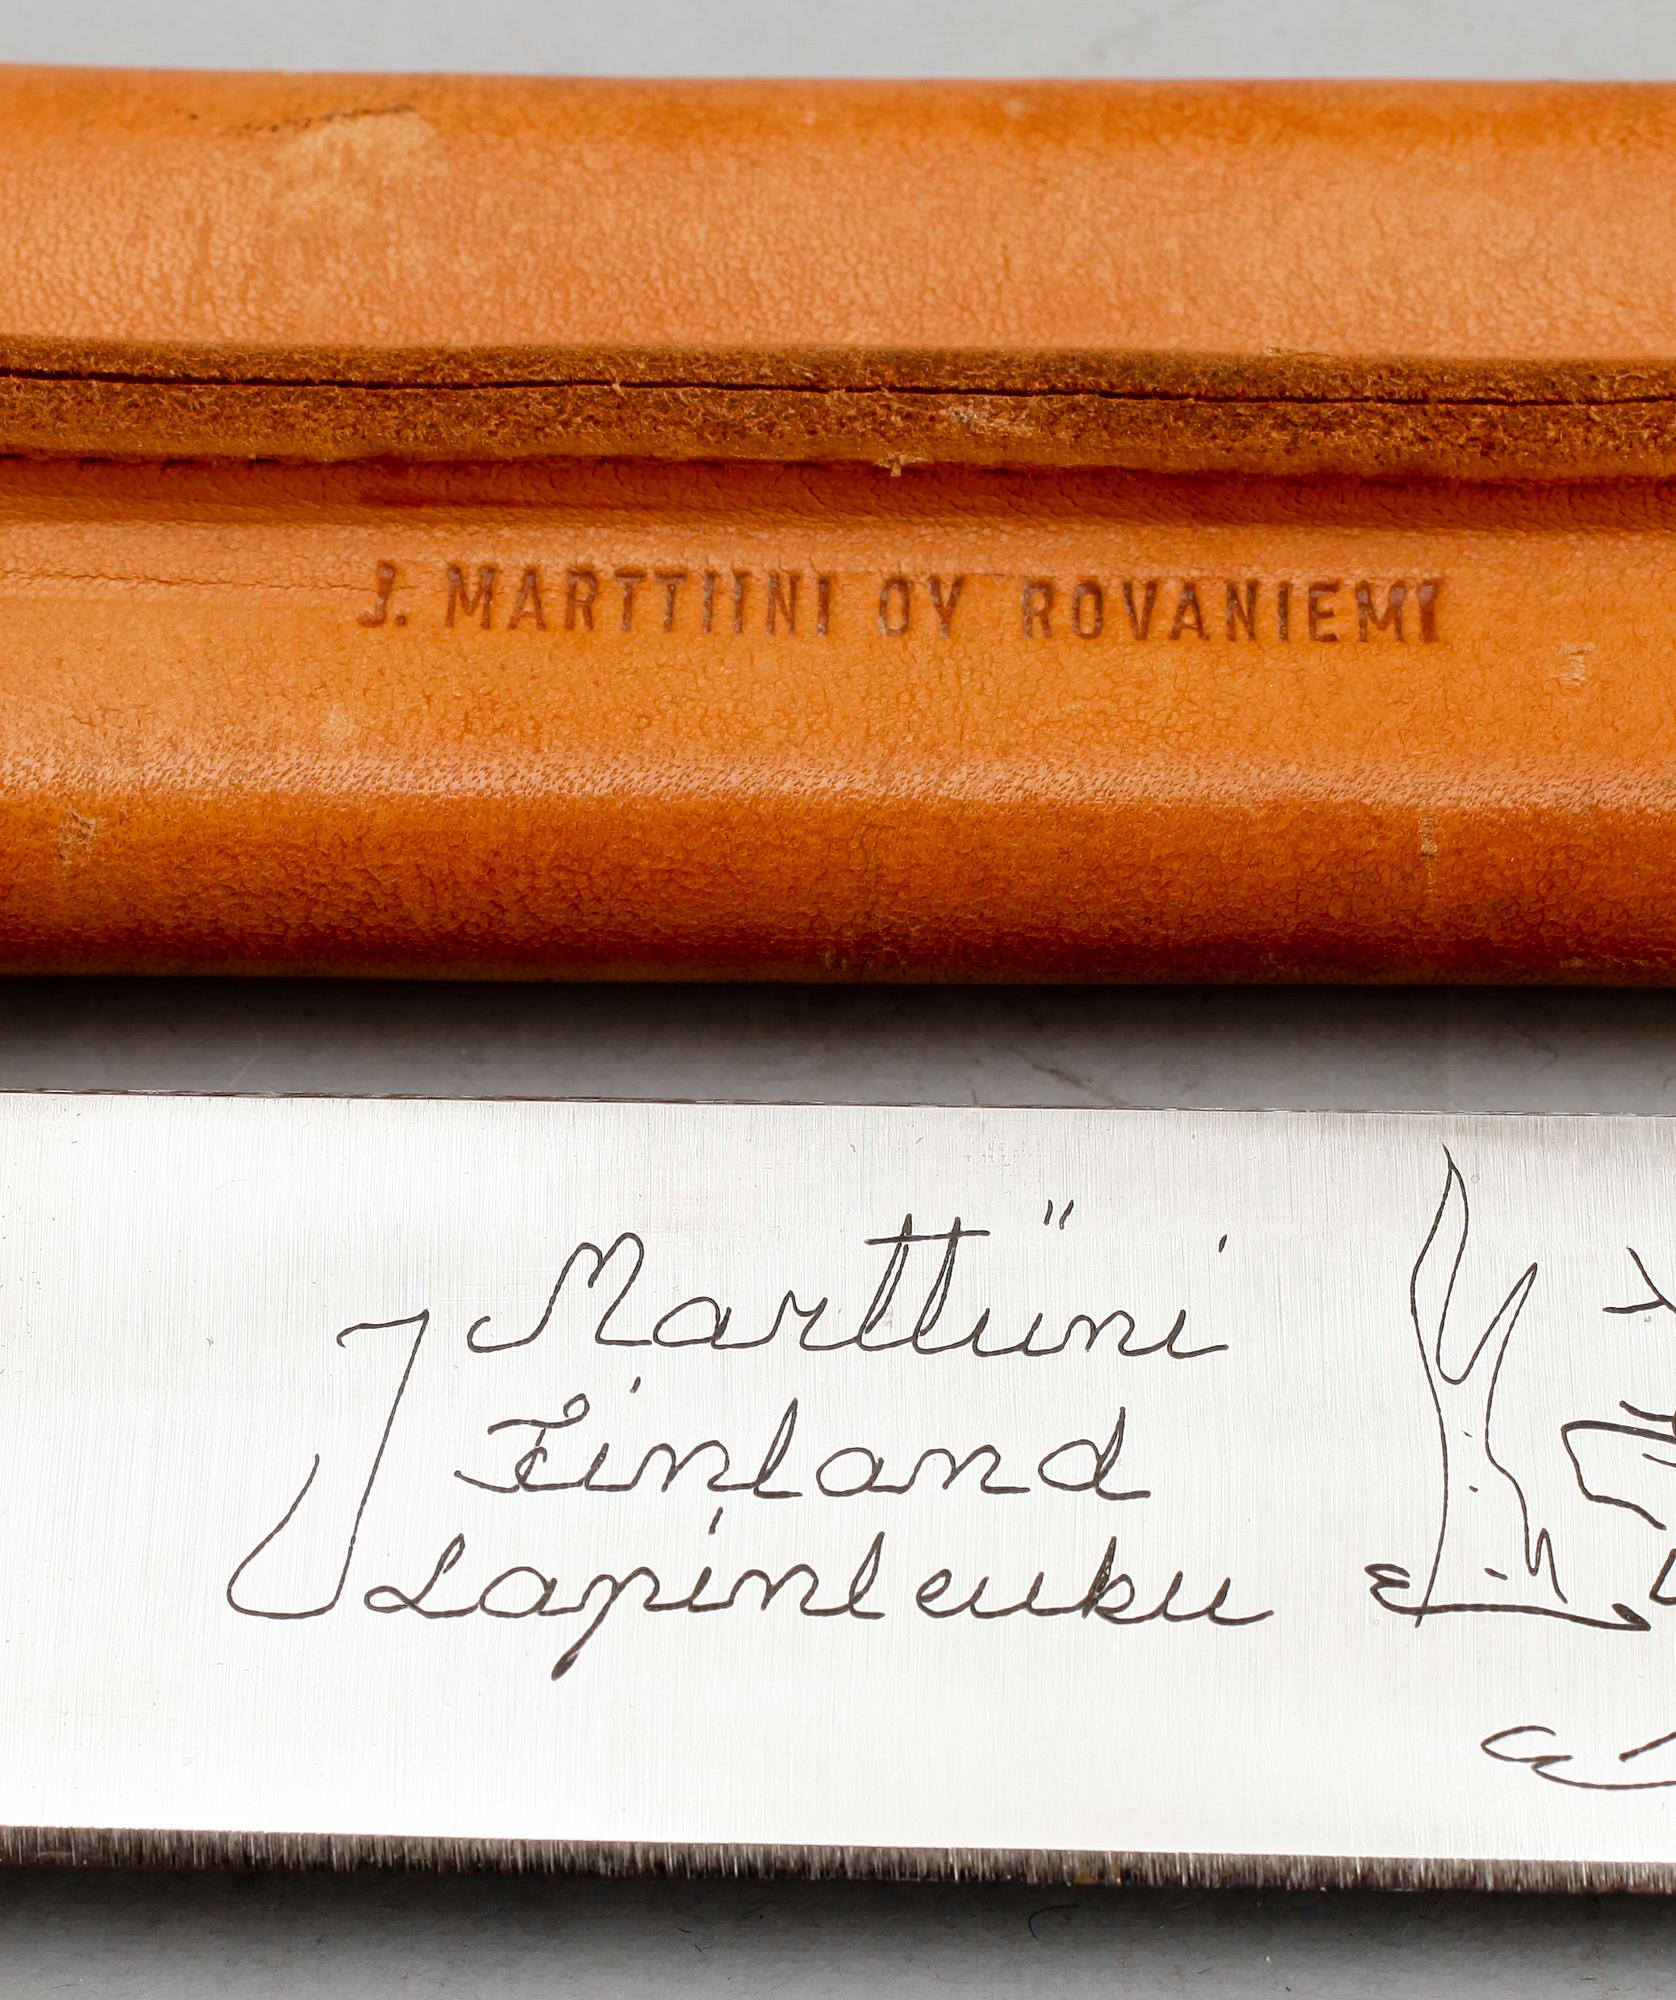 J. MARTTIINI OY ROVANIEMI
J Marttiini
Finland
Lapinleuku